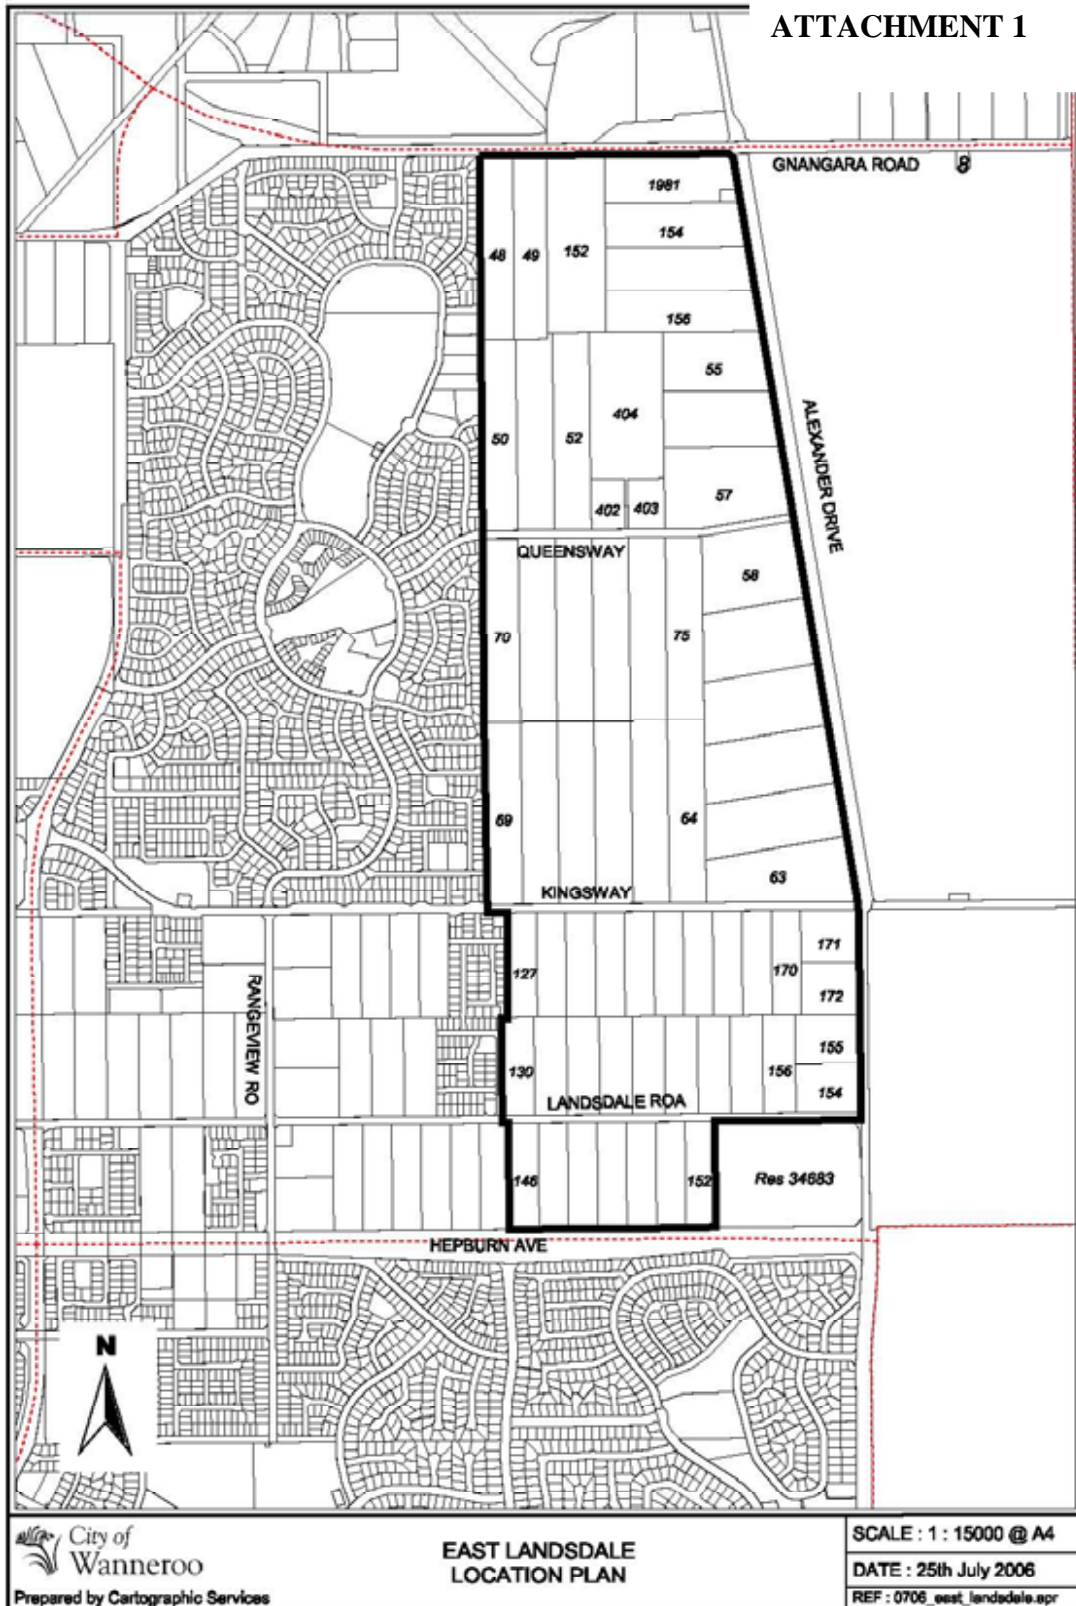 ATTACHMENT 1
GNANGARA ROAD
8
1981
154
48
49
152
156
55
ALEXANDER DRIVE
404
50
52
57
402
403
QUEENSWAY
58
70
75
69
64
63
KINGSWAY
171
127
170
172
RANGEVIEW RO
155
130
156
154
LANDSDALE ROA
146
152
Res 34683
HEPBURN AVE
N
City of
Wanneroo
Prepared by Cartographic Services
EAST LANDSDALE
LOCATION PLAN
SCALE : 1 : 15000 @ A4
DATE : 25th July 2006
REF : 0706_east_landsdale.apr